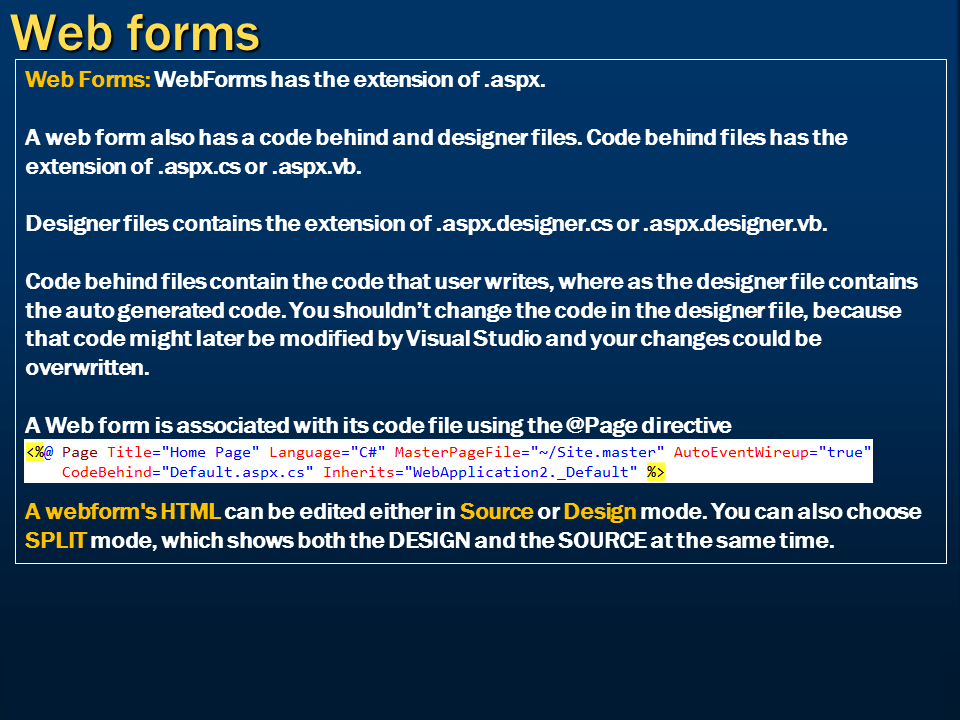 Web forms
Web Forms: WebForms has the extension of .aspx.
A web form also has a code behind and designer files. Code behind files has the
extension of .aspx.cs or .aspx.vb.
Designer files contains the extension of .aspx.designer.cs or .aspx.designer.vb.
Code behind files contain the code that user writes, where as the designer file contains
the auto generated code. You shouldn’t change the code in the designer file, because
that code might later be modified by Visual Studio and your changes could be
overwritten.
A Web form is associated with its code file using the @Page directive
<%@ Page Title="Home Page" Language="C#" MasterPageFile="~/Site.master" AutoEventWireup="true"
CodeBehind="Default.aspx.cs" Inherits="WebApplication2._Default" %>
A webform's HTML can be edited either in Source or Design mode. You can also choose
SPLIT mode, which shows both the DESIGN and the SOURCE at the same time.